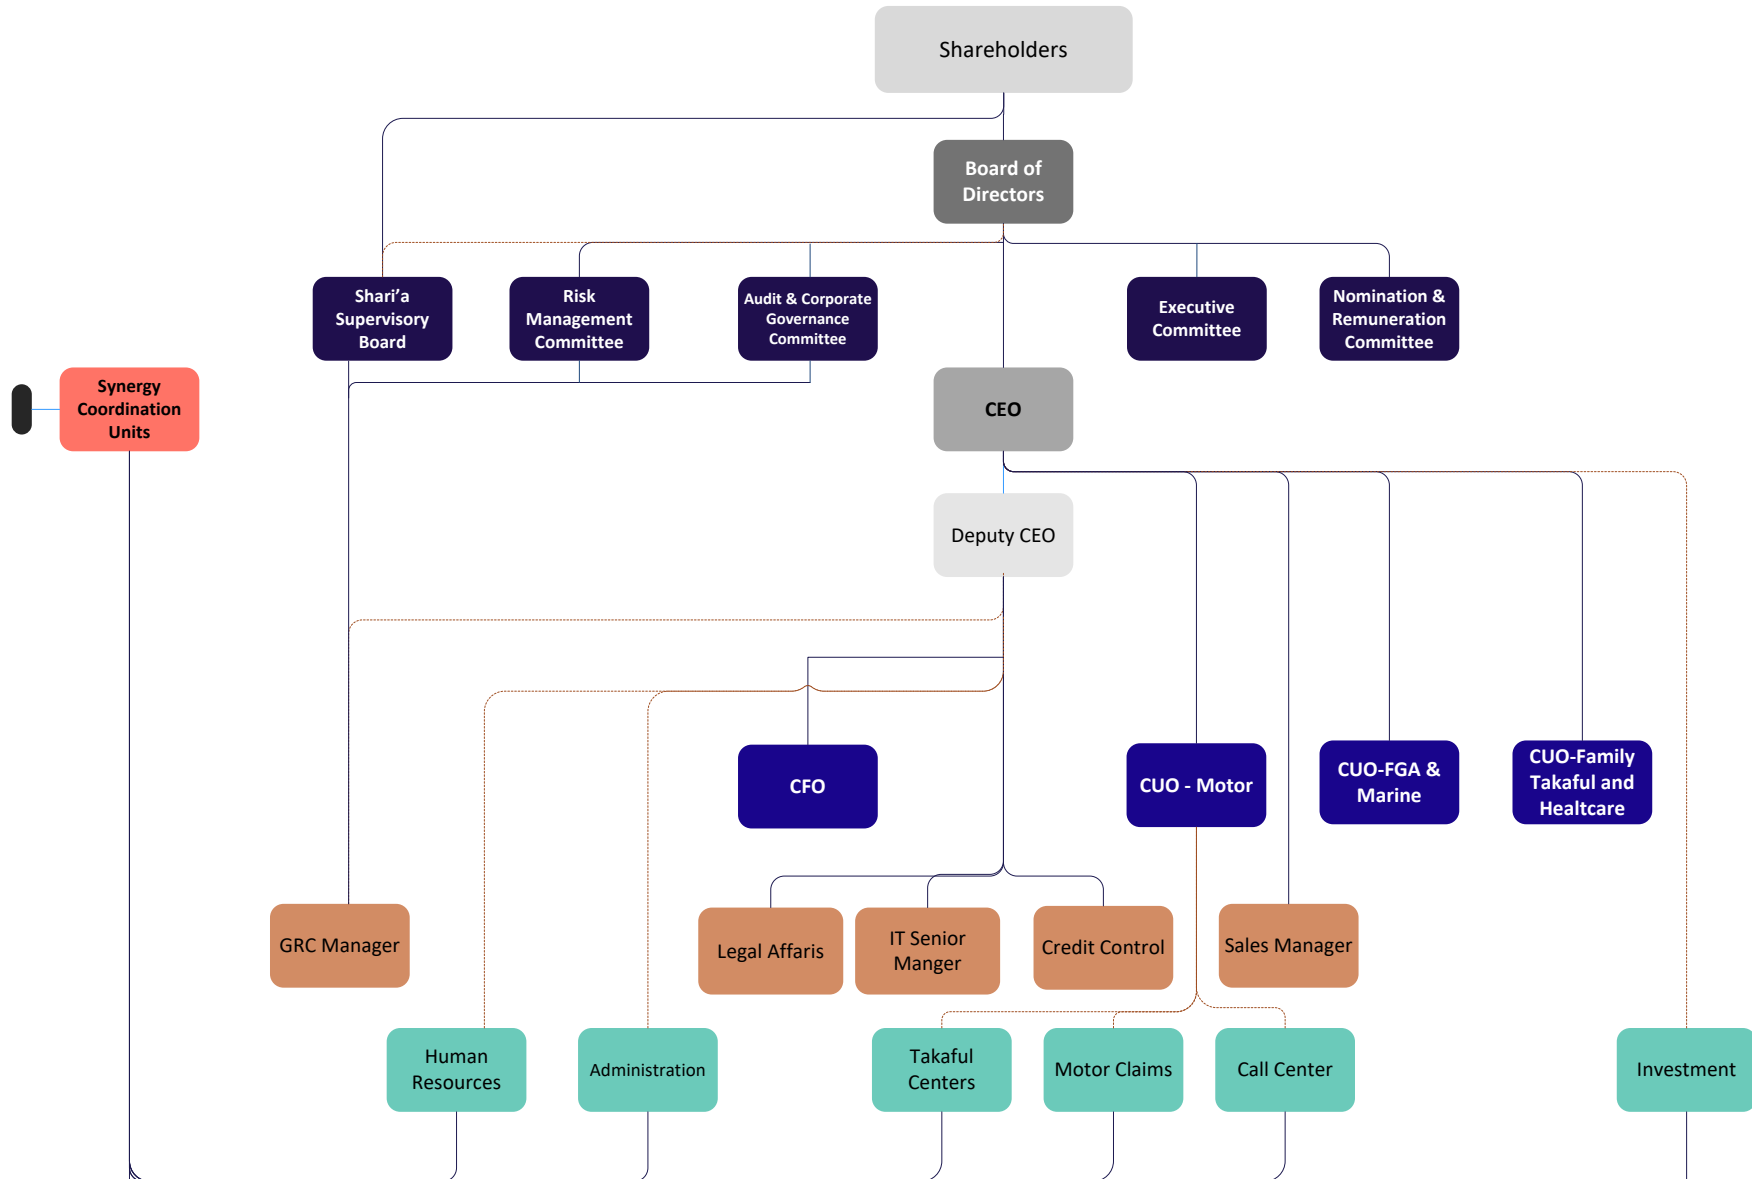 Shareholders
Board of
Directors
Shari’a
Supervisory
Board
Risk
Management
Committee
Audit & Corporate
Governance
Committee
Executive
Committee
Nomination &
Remuneration
Committee
Synergy
Coordination
Units
CEO
Deputy CEO
CFO
CUO - Motor
CUO-FGA &
Marine
CUO-Family
Takaful and
Healtcare
GRC Manager
Legal Affaris
IT Senior
Manger
Credit Control
Sales Manager
Human
Resources
Administration
Takaful
Centers
Motor Claims
Call Center
Investment